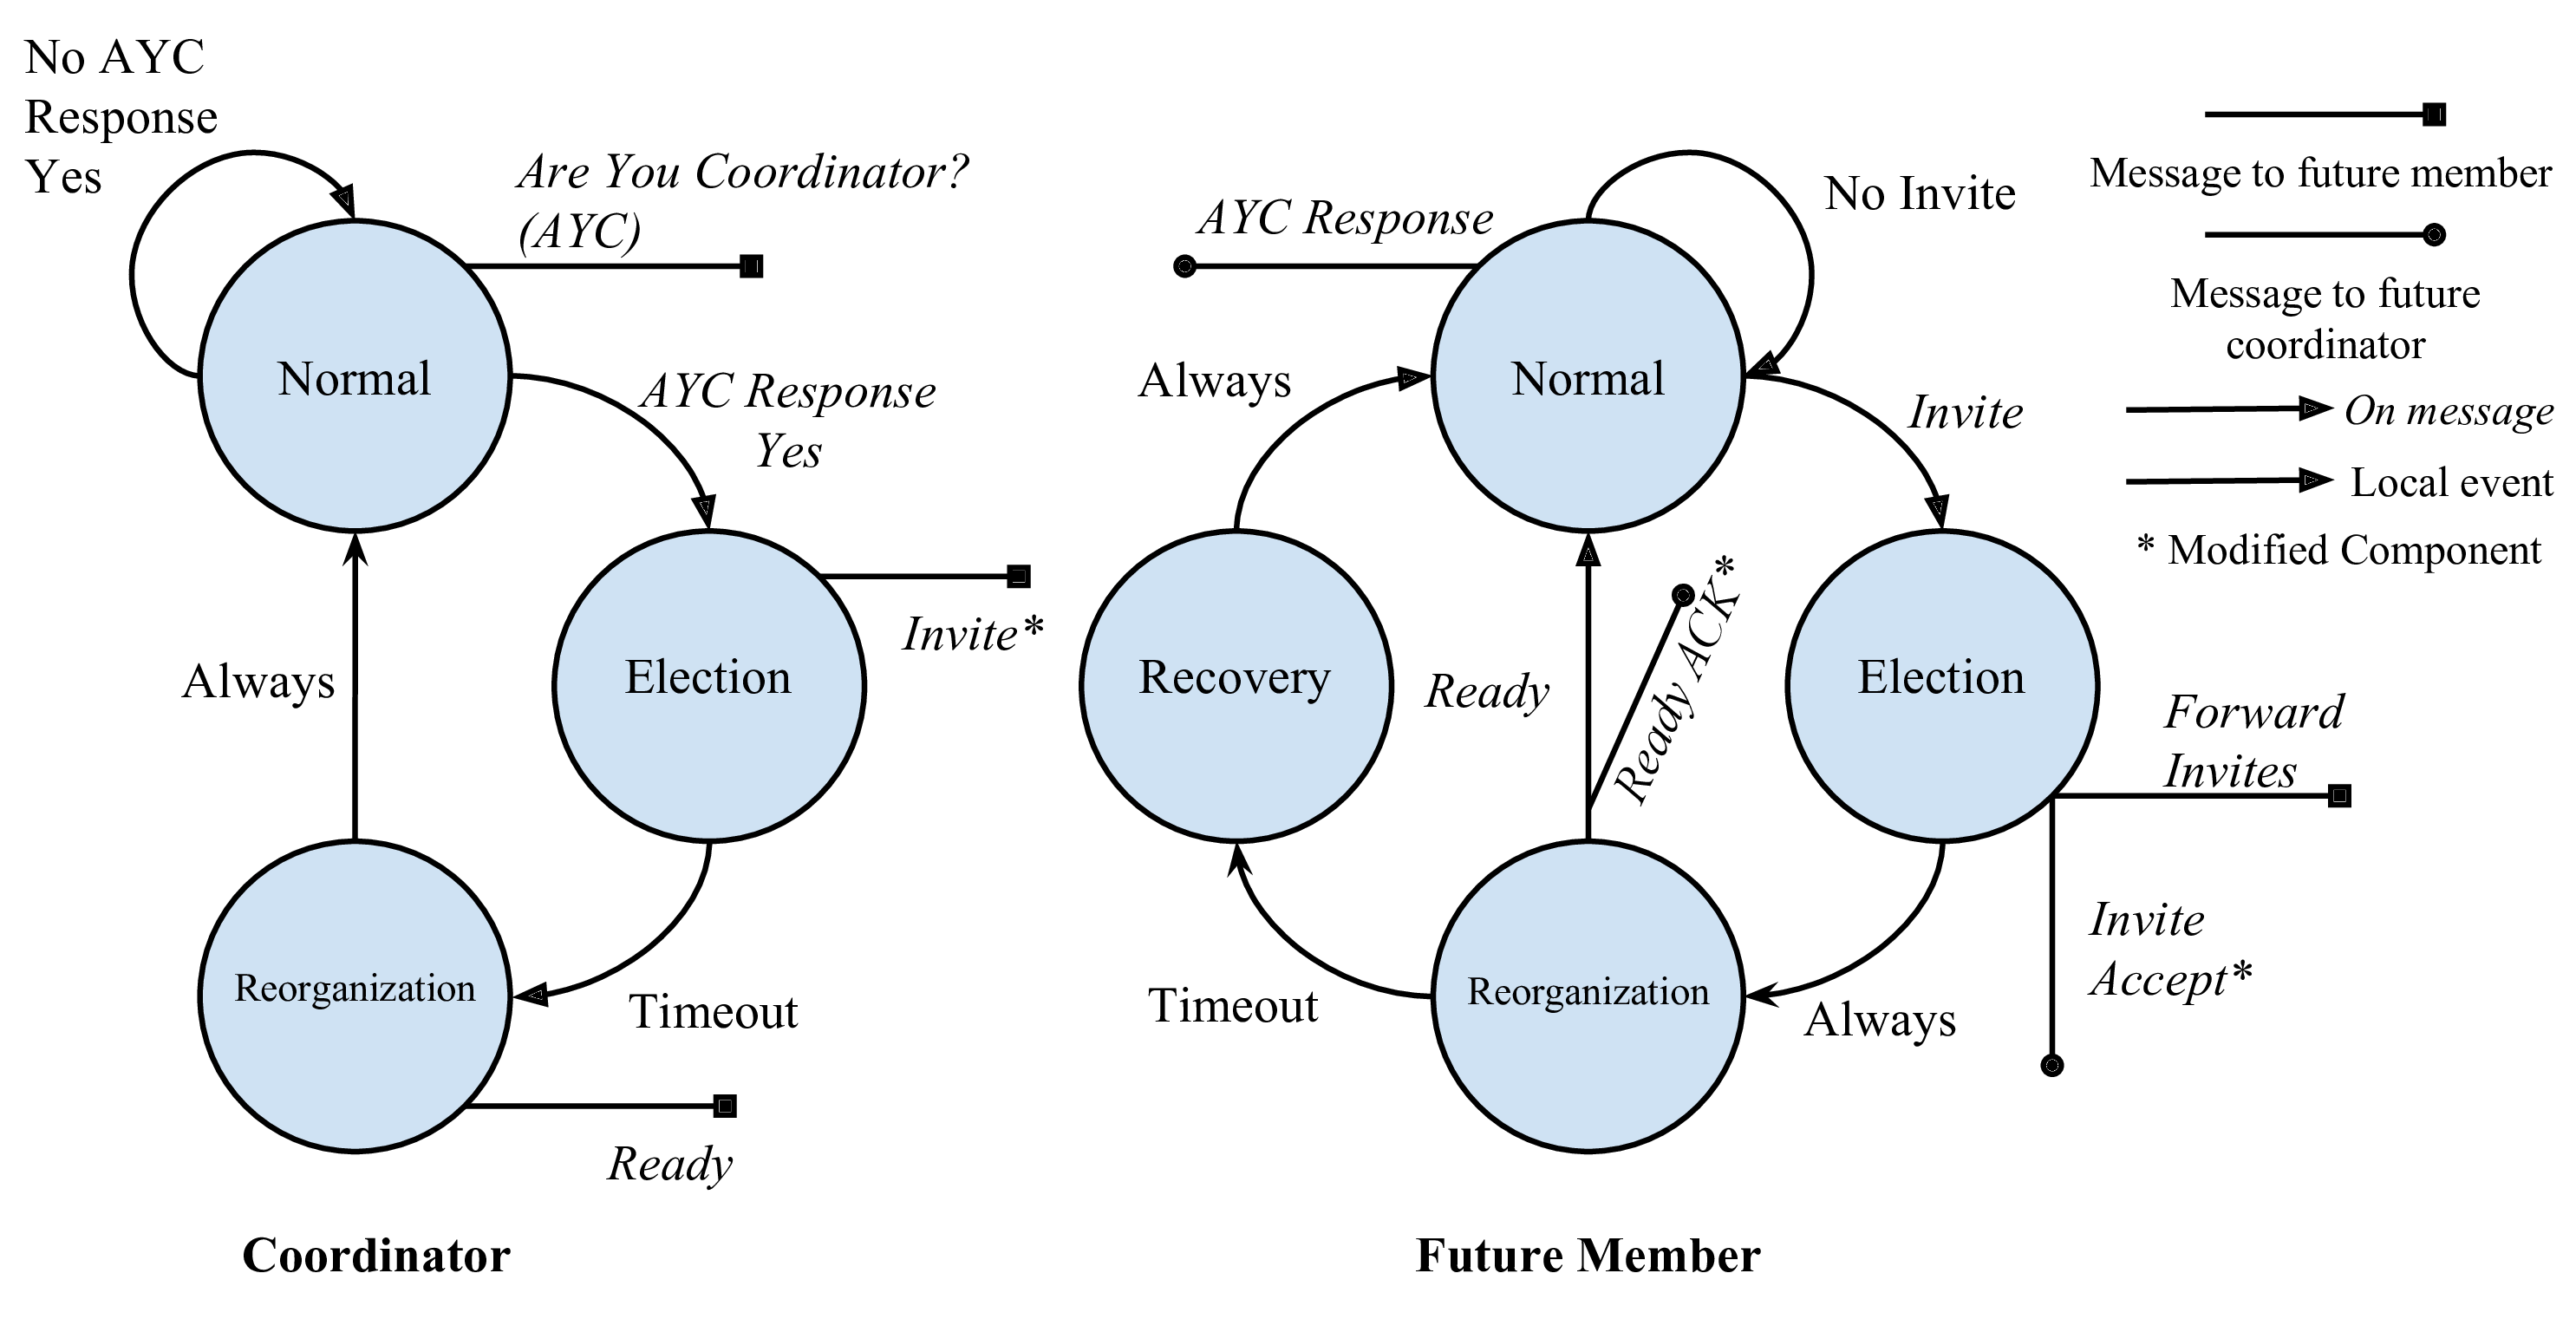 No AYC
Response
Yes
Are You Coordinator?
(AYC)
Normal
AYC Response
Yes
Election
Invite*
Always
Reorganization
Timeout
Ready
Coordinator
AYC Response
No Invite
Always
Normal
Invite
Recovery
Ready
Ready ACK*
Election
Forward
Invites
Invite
Accept*
Timeout
Reorganization
Always
Future Member
Message to future member
Message to future
coordinator
On message
Local event
* Modified Component